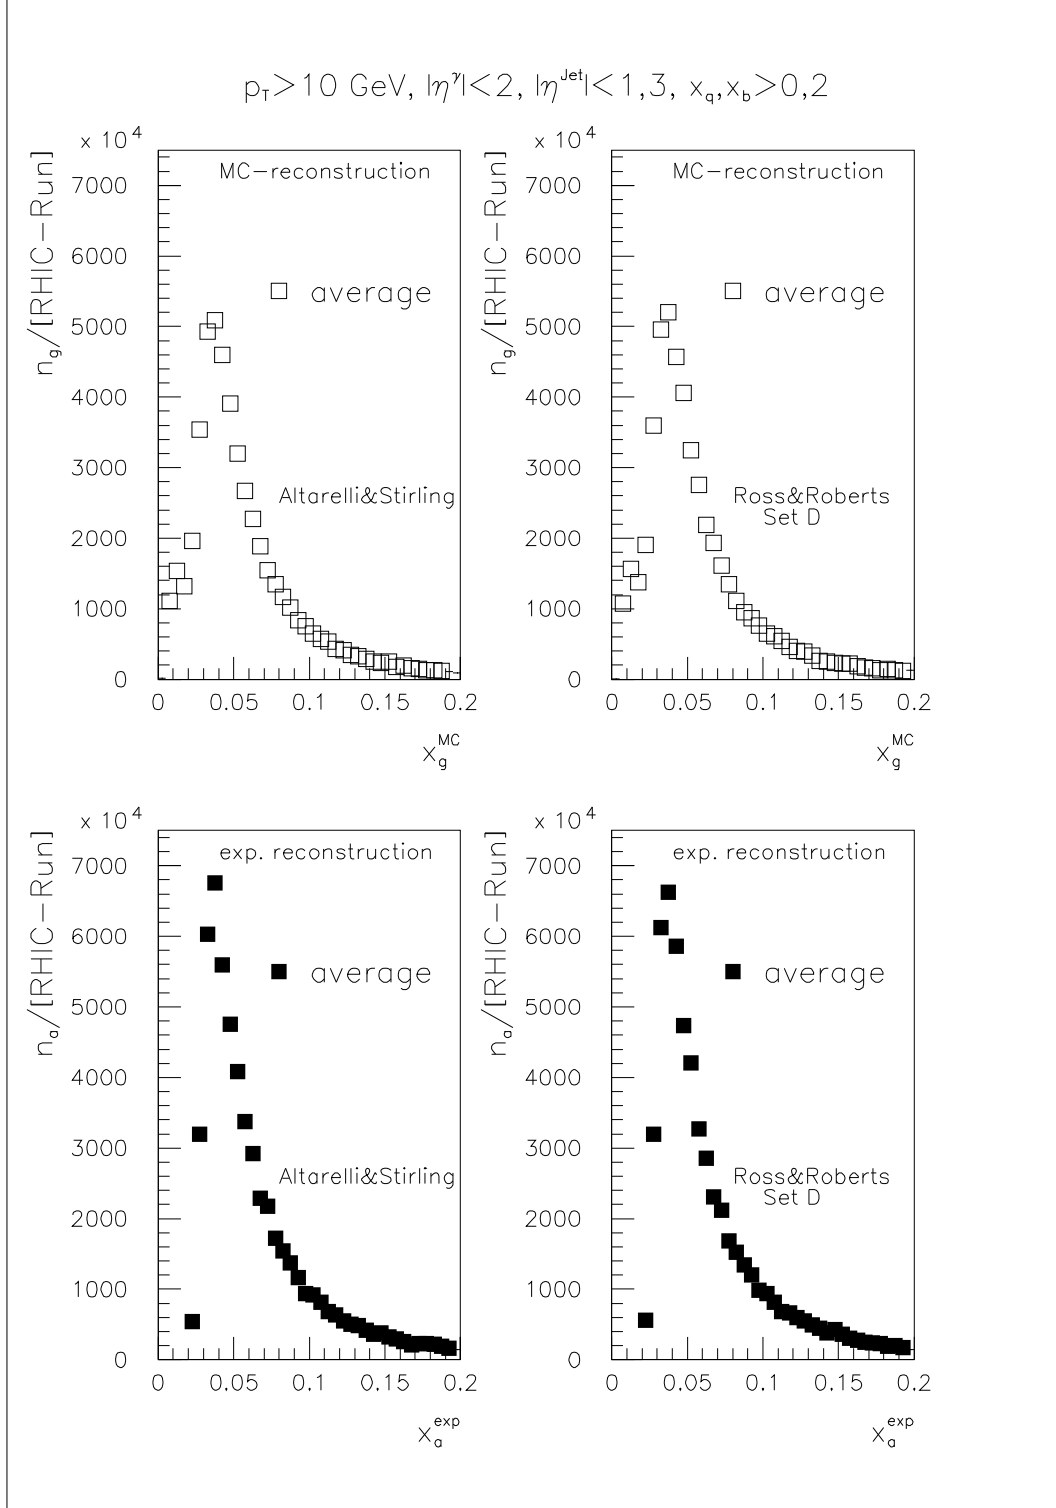 p_T>10 GeV, |η^γ|<2, |η^Jet|<1,3, x_q,x_b>0,2
x 10^4
n_g/[RHIC-Run]
MC-reconstruction
average
Altarelli&Stirling
7000
6000
5000
4000
3000
2000
1000
0
0 0.05 0.1 0.15 0.2
x_g^MC
x 10^4
n_g/[RHIC-Run]
MC-reconstruction
average
Ross&Roberts
Set D
7000
6000
5000
4000
3000
2000
1000
0
0 0.05 0.1 0.15 0.2
x_g^MC
x 10^4
n_a/[RHIC-Run]
exp. reconstruction
average
Altarelli&Stirling
7000
6000
5000
4000
3000
2000
1000
0
0 0.05 0.1 0.15 0.2
x_a^exp
x 10^4
n_a/[RHIC-Run]
exp. reconstruction
average
Ross&Roberts
Set D
7000
6000
5000
4000
3000
2000
1000
0
0 0.05 0.1 0.15 0.2
x_a^exp